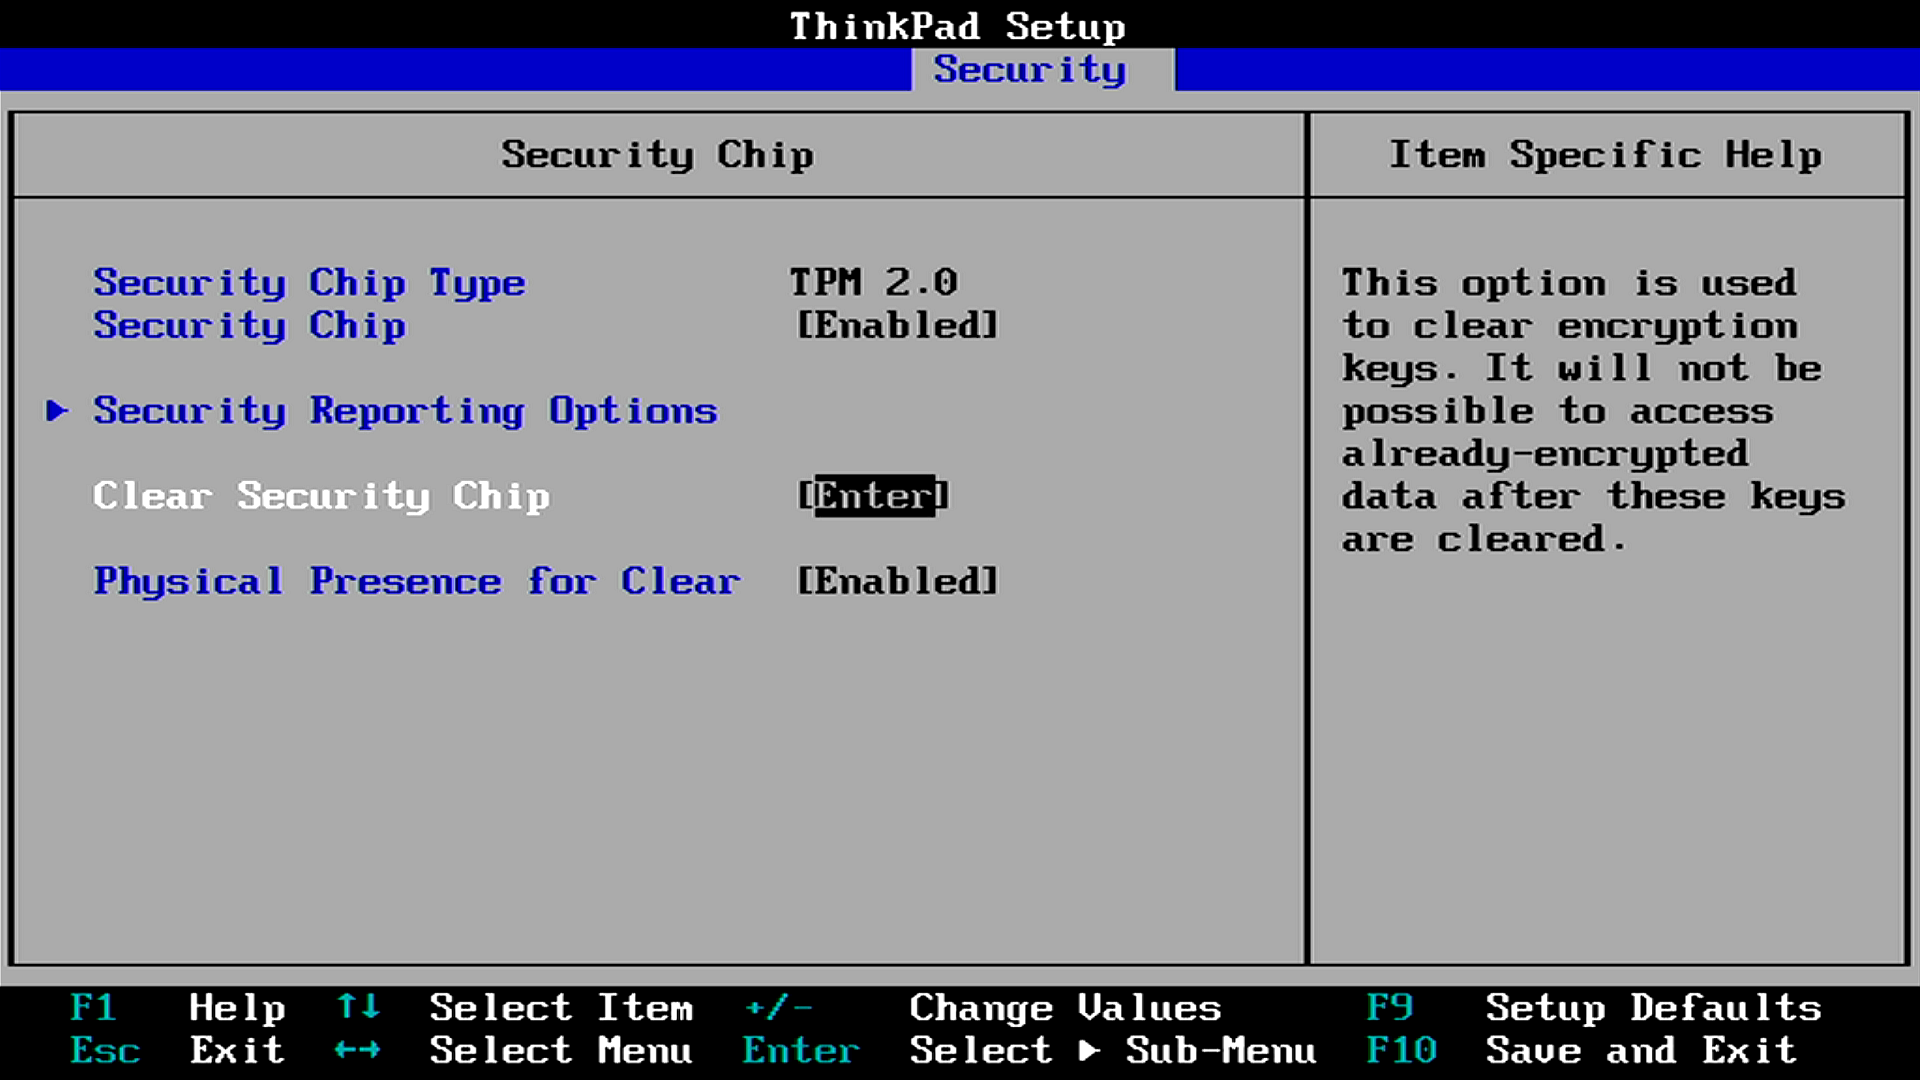 ThinkPad Setup
Security
Security Chip
Item Specific Help
Security Chip Type TPM 2.0
Security Chip [Enabled]
▶ Security Reporting Options
Clear Security Chip [Enter]
Physical Presence for Clear [Enabled]
This option is used
to clear encryption
keys. It will not be
possible to access
already-encrypted
data after these keys
are cleared.
F1 Help ↑↓ Select Item +/- Change Values F9 Setup Defaults
Esc Exit ←→ Select Menu Enter Select ▶ Sub-Menu F10 Save and Exit